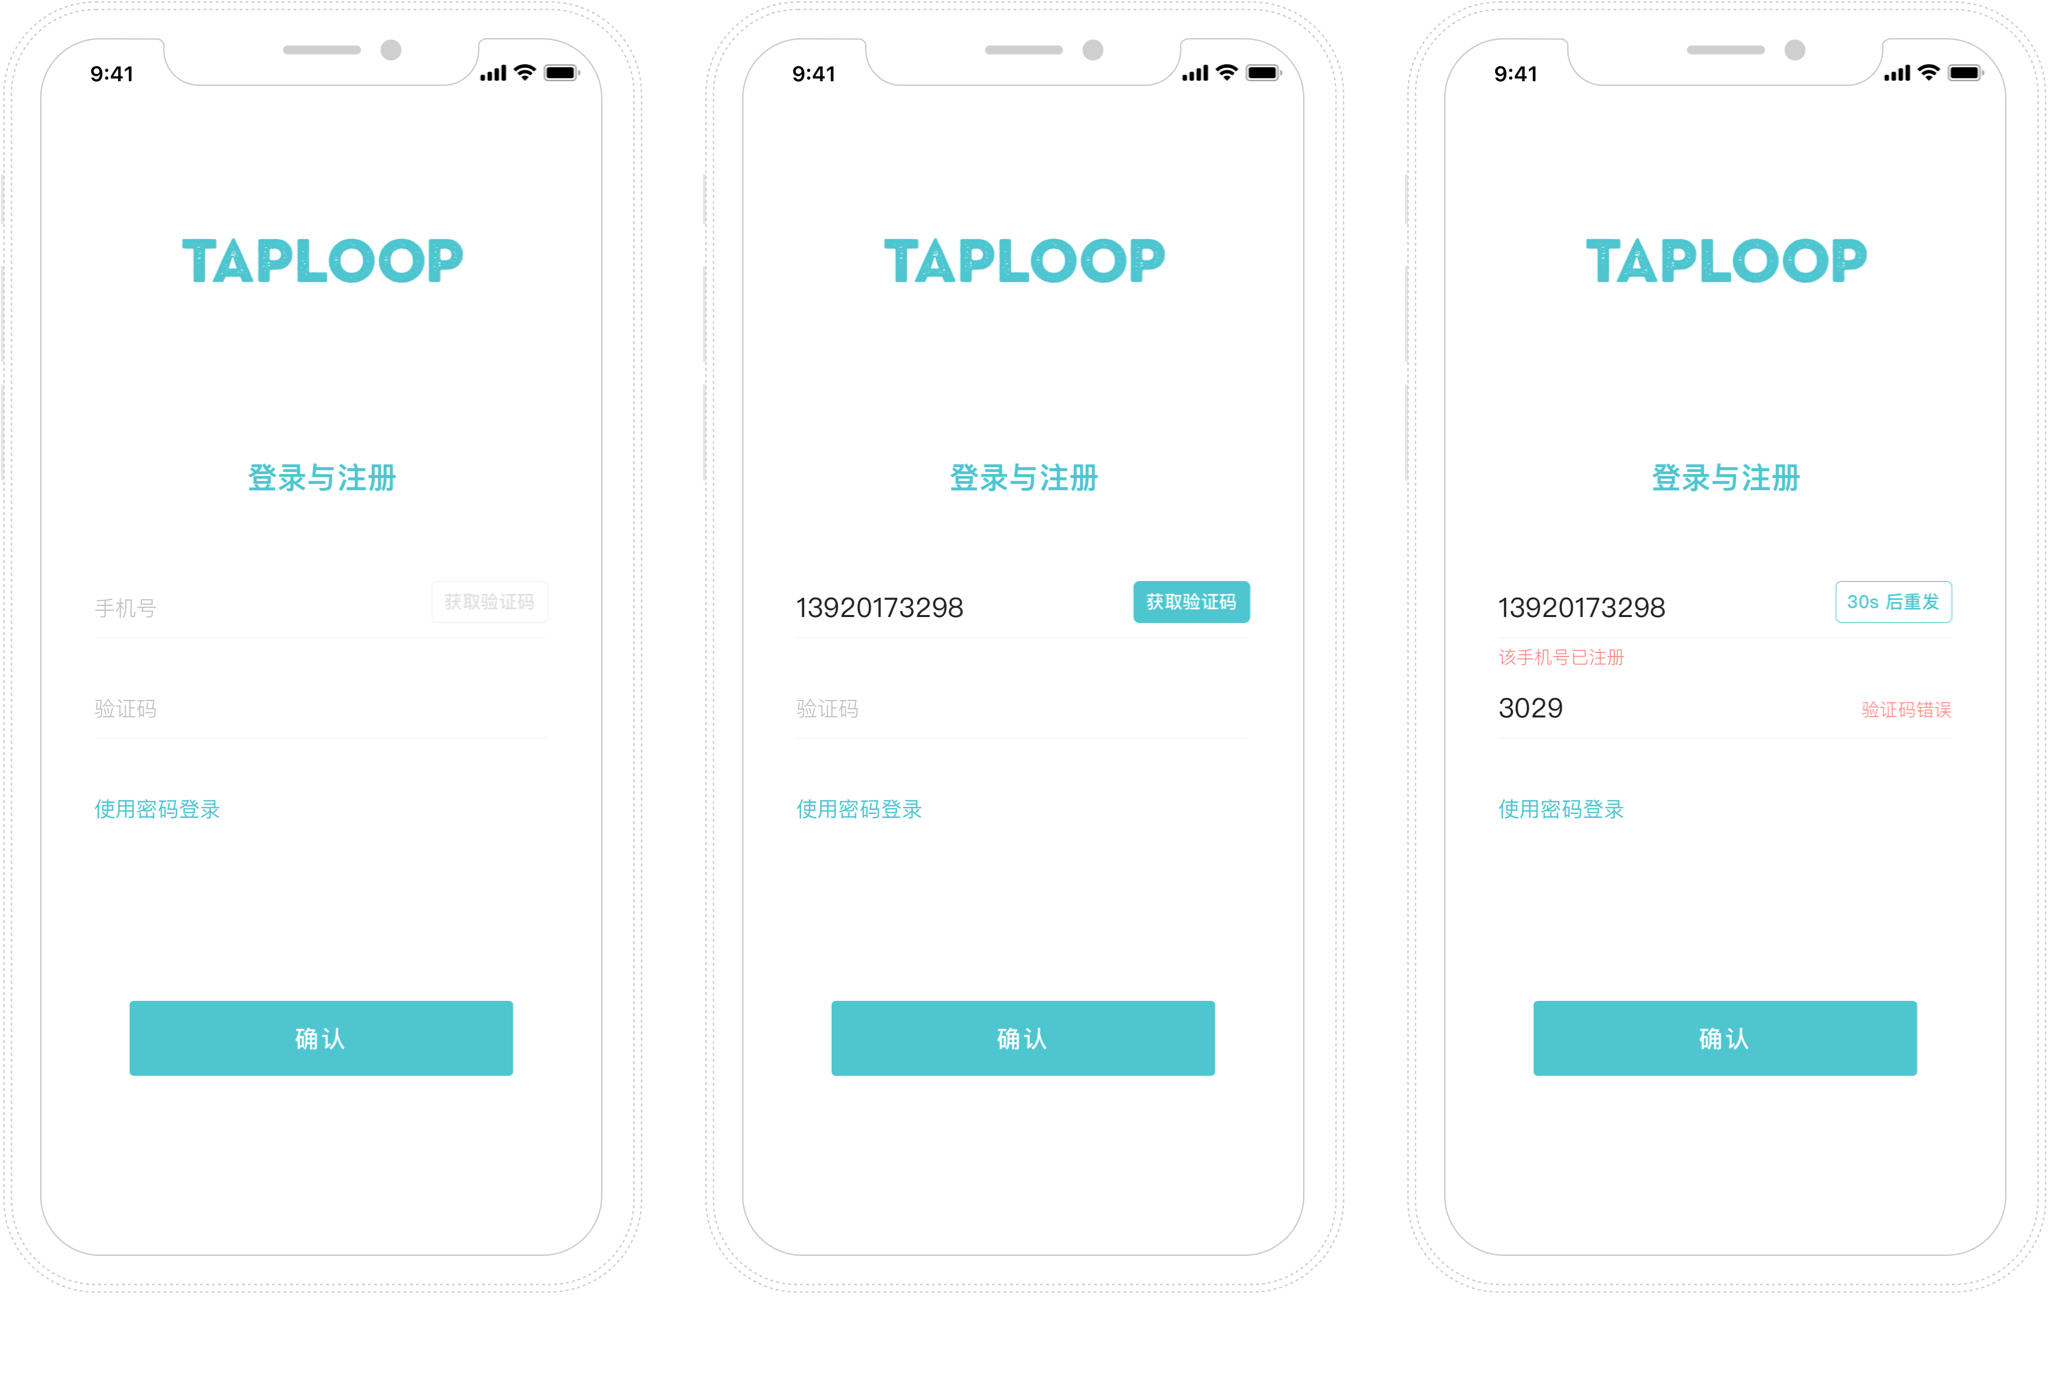 9:41
TAPLOOP
登录与注册
手机号
获取验证码
验证码
使用密码登录
确认
9:41
TAPLOOP
登录与注册
13920173298
获取验证码
验证码
使用密码登录
确认
9:41
TAPLOOP
登录与注册
13920173298
30s 后重发
该手机号已注册
3029
验证码错误
使用密码登录
确认